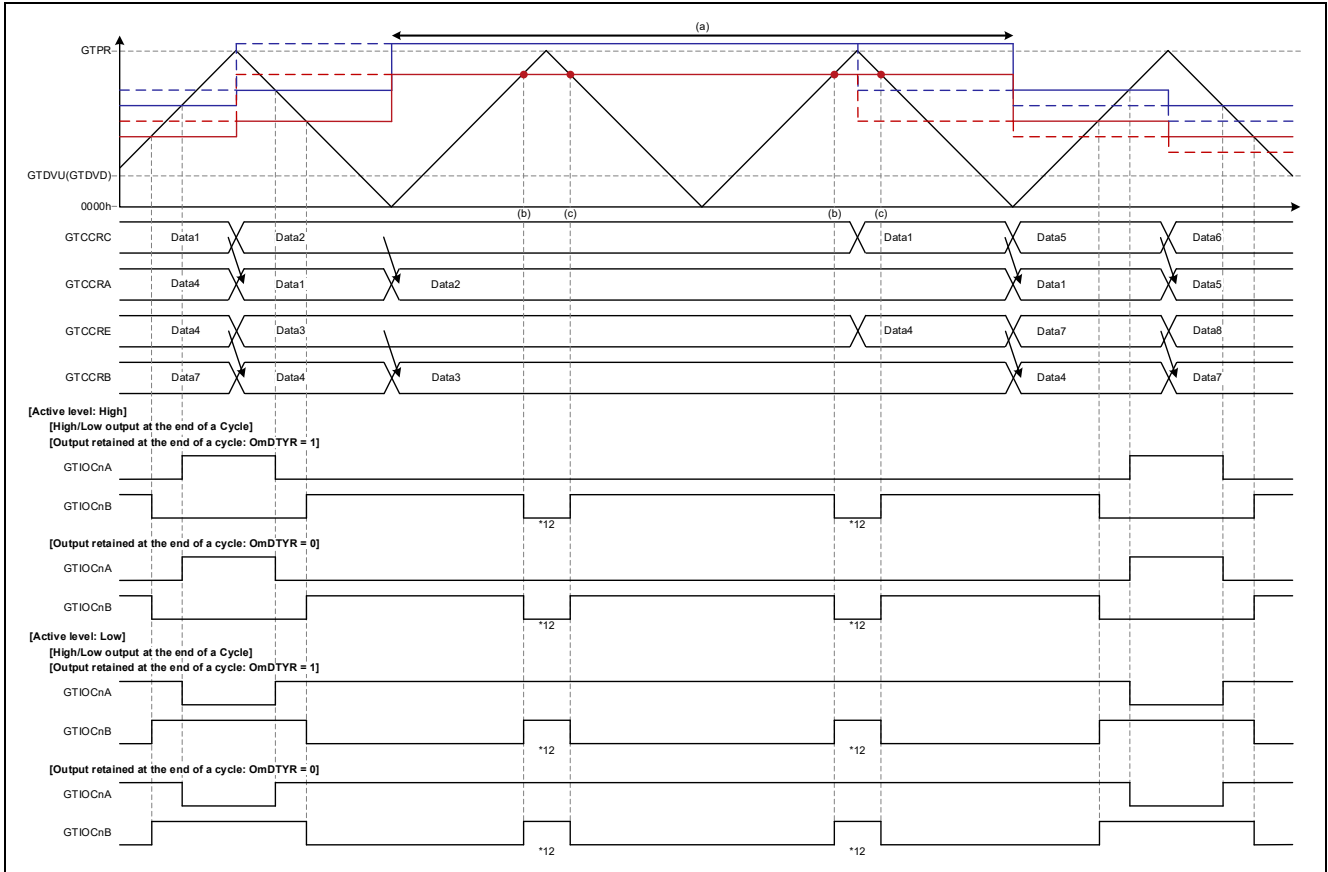 (a)
GTPR
GTDVU(GTDVD)
0000h
(b) (c) (b) (c)
GTCCRC Data1 Data2 Data1 Data5 Data6
GTCCRA Data4 Data1 Data2 Data1 Data5
GTCCRE Data4 Data3 Data4 Data7 Data8
GTCCRB Data7 Data4 Data3 Data4 Data7
[Active level: High]
[High/Low output at the end of a Cycle]
[Output retained at the end of a cycle: OmDTYR = 1]
GTIOCnA
GTIOCnB
*12 *12
[Output retained at the end of a cycle: OmDTYR = 0]
GTIOCnA
GTIOCnB
*12 *12
[Active level: Low]
[High/Low output at the end of a Cycle]
[Output retained at the end of a cycle: OmDTYR = 1]
GTIOCnA
GTIOCnB
*12 *12
[Output retained at the end of a cycle: OmDTYR = 0]
GTIOCnA
GTIOCnB
*12 *12